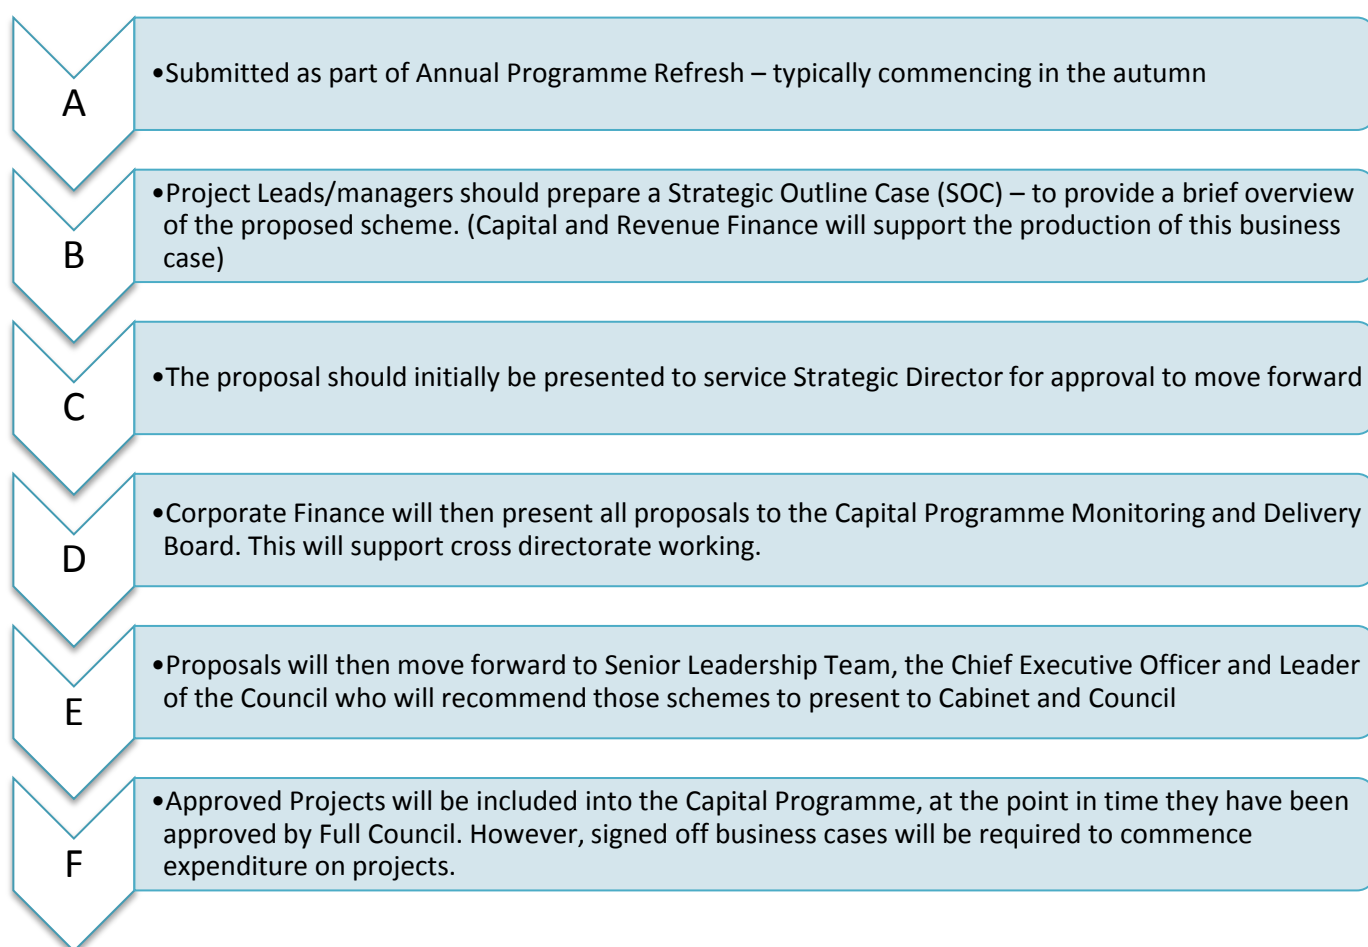 A
•Submitted as part of Annual Programme Refresh – typically commencing in the autumn
B
•Project Leads/managers should prepare a Strategic Outline Case (SOC) – to provide a brief overview
of the proposed scheme. (Capital and Revenue Finance will support the production of this business
case)
C
•The proposal should initially be presented to service Strategic Director for approval to move forward
D
•Corporate Finance will then present all proposals to the Capital Programme Monitoring and Delivery
Board. This will support cross directorate working.
E
•Proposals will then move forward to Senior Leadership Team, the Chief Executive Officer and Leader
of the Council who will recommend those schemes to present to Cabinet and Council
F
•Approved Projects will be included into the Capital Programme, at the point in time they have been
approved by Full Council. However, signed off business cases will be required to commence
expenditure on projects.